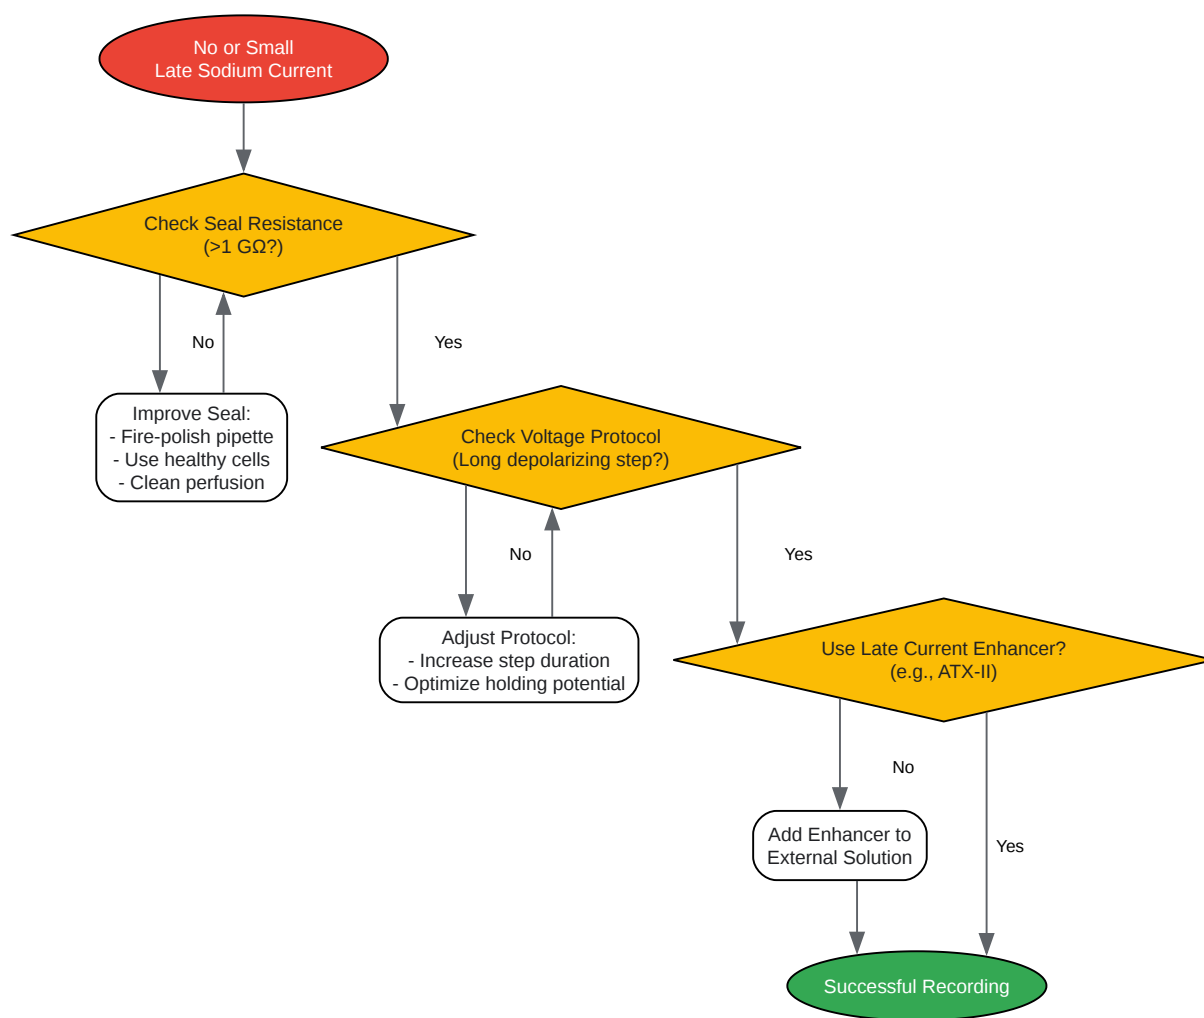 No or Small
Late Sodium Current
Check Seal Resistance
(>1 GΩ?)
No
Yes
Improve Seal:
- Fire-polish pipette
- Use healthy cells
- Clean perfusion
Check Voltage Protocol
(Long depolarizing step?)
No
Yes
Adjust Protocol:
- Increase step duration
- Optimize holding potential
Use Late Current Enhancer?
(e.g., ATX-II)
No
Yes
Add Enhancer to
External Solution
Successful Recording